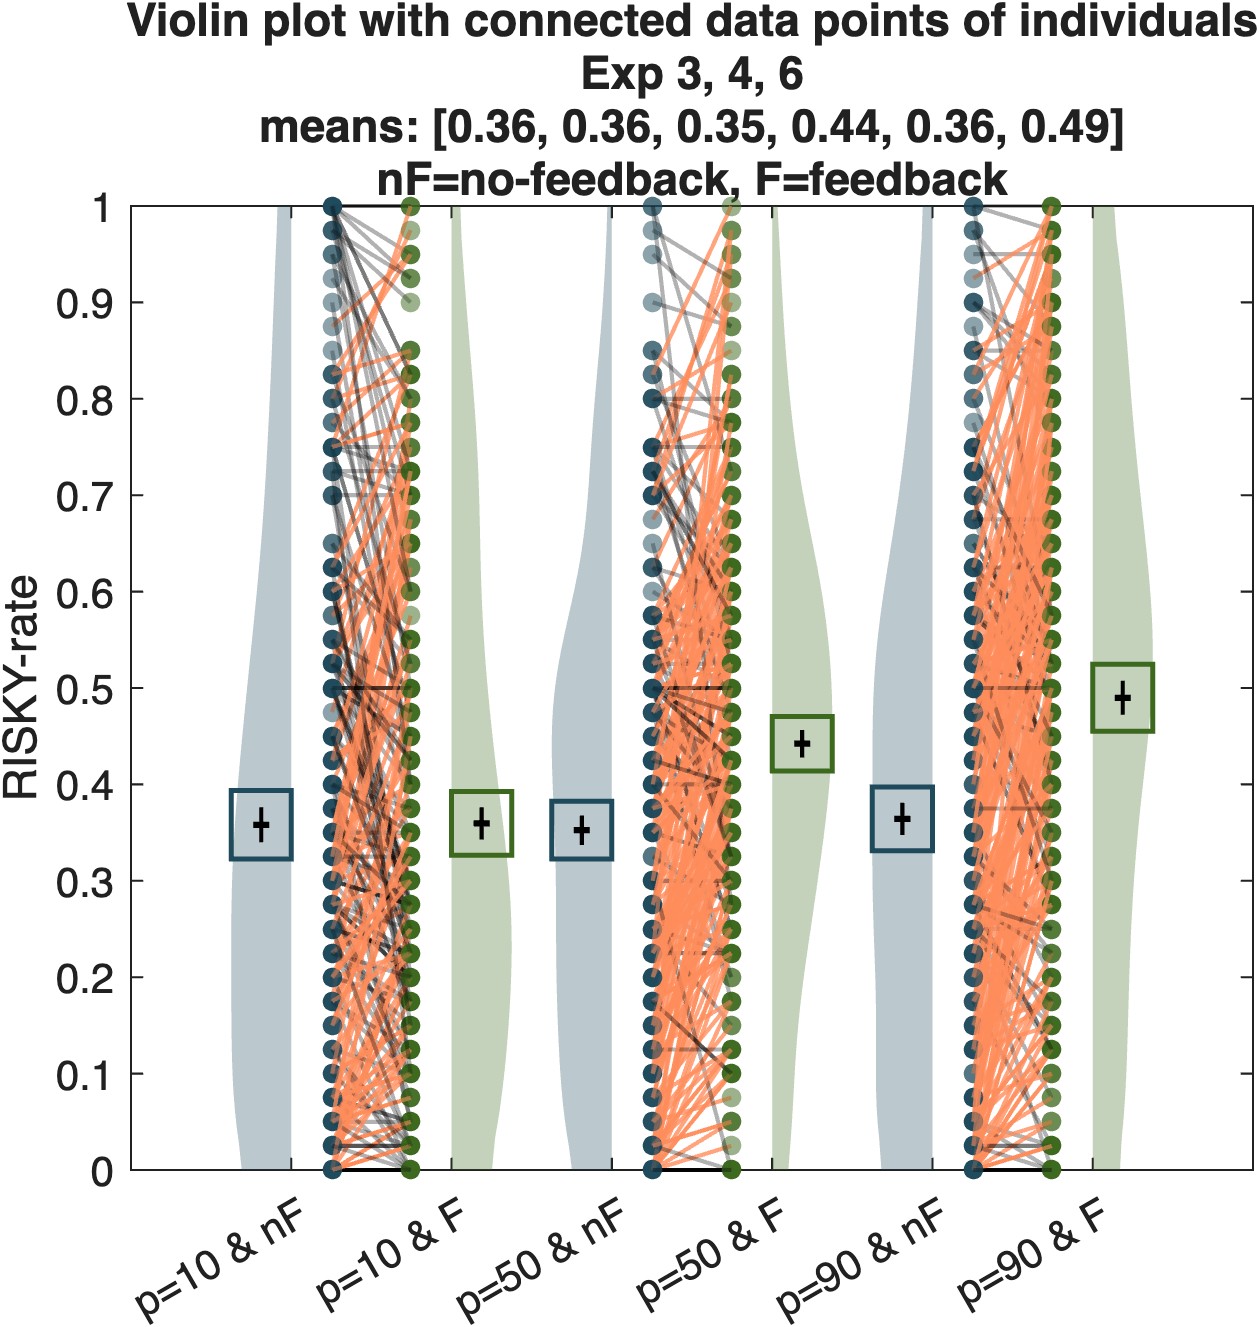 Violin plot with connected data points of individuals
Exp 3, 4, 6
means: [0.36, 0.36, 0.35, 0.44, 0.36, 0.49]
nF=no-feedback, F=feedback
RISKY-rate
1
0.9
0.8
0.7
0.6
0.5
0.4
0.3
0.2
0.1
0
p=10 & nF
p=10 & F
p=50 & nF
p=50 & F
p=90 & nF
p=90 & F